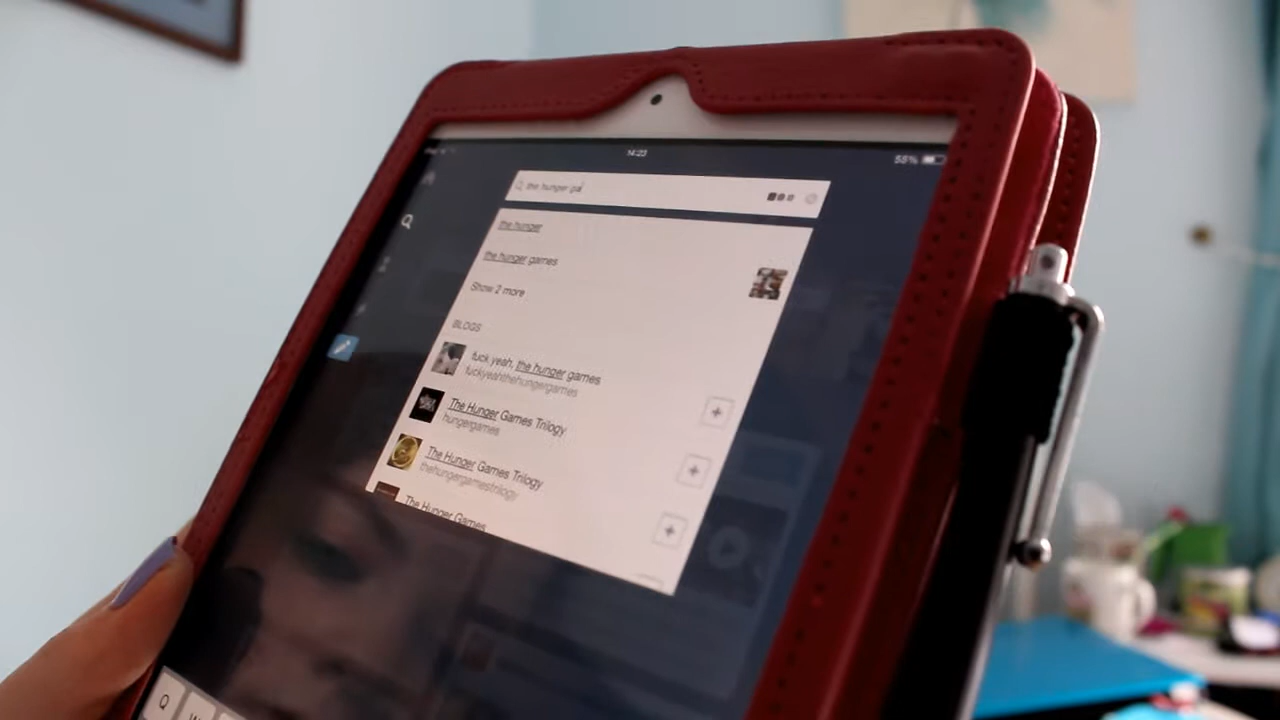 14:23
55%
the hunger ga
the hunger
the hunger games
Show 2 more
BLOGS
fuck yeah, the hunger games
fuckyeahthehungergames
The Hunger Games Trilogy
hungergames
The Hunger Games Trilogy
thehungergamestrilogy
The Hunger Games
Q
W